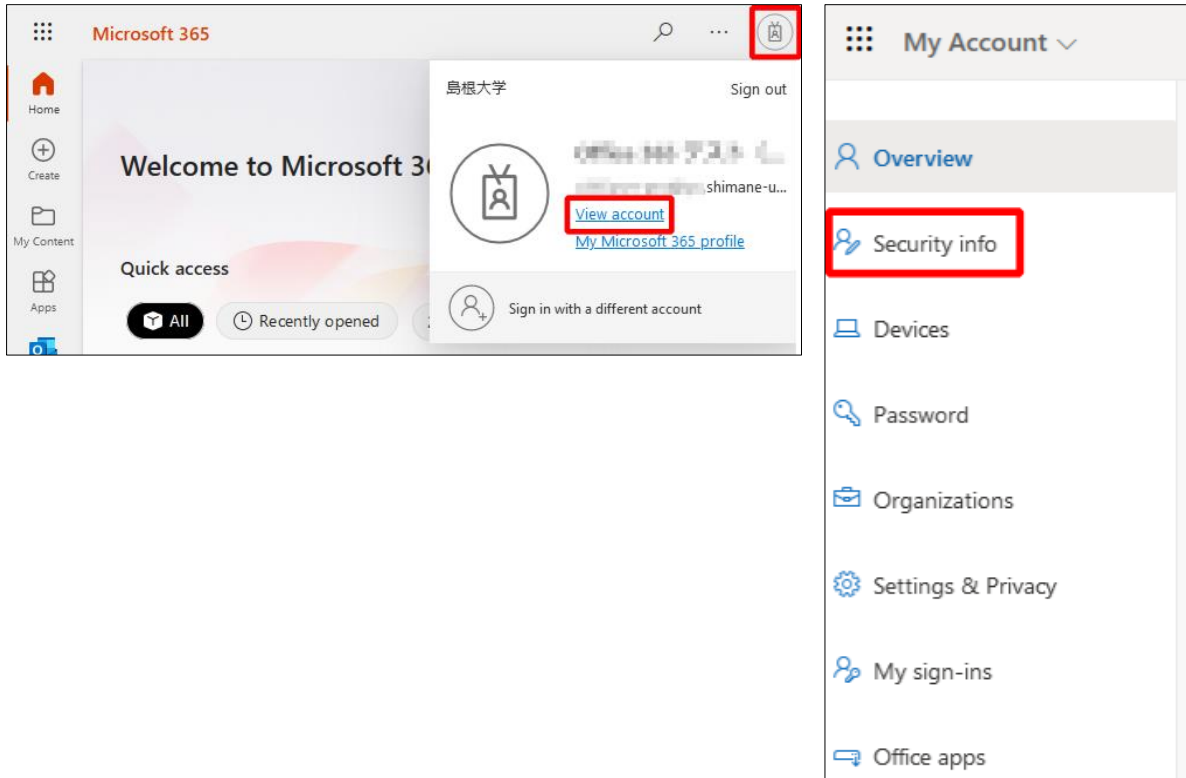 Microsoft 365
...
Home
Create
My Content
Apps
Welcome to Microsoft 36
Quick access
All
Recently opened
島根大学
Sign out
shimane-u...
View account
My Microsoft 365 profile
Sign in with a different account
My Account
Overview
Security info
Devices
Password
Organizations
Settings & Privacy
My sign-ins
Office apps